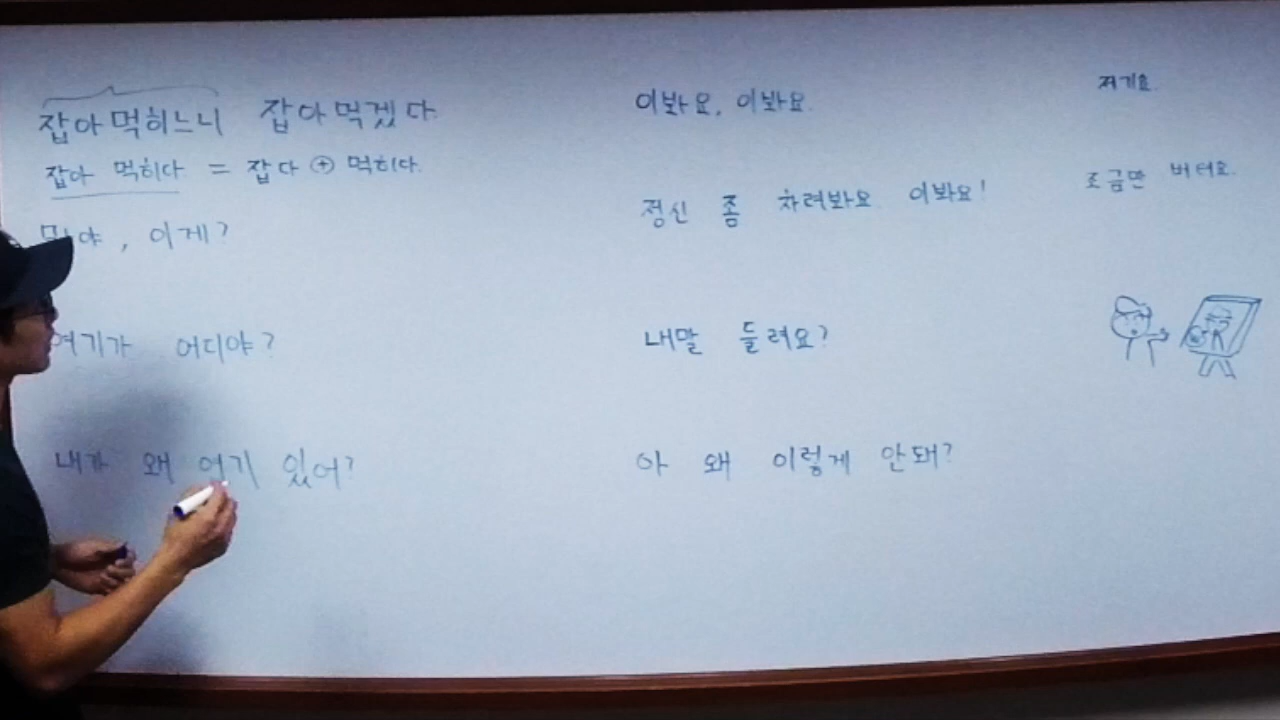 잡아먹히느니 잡아먹겠다.
잡아 먹히다 = 잡다 ⊕ 먹히다.
뭐야, 이게?
여기가 어디야?
내가 왜 여기 있어?
이봐요, 이봐요.
정신 좀 차려봐요 이봐요!
내말 들려요?
아 왜 이렇게 안돼?
저기요.
조금만 버텨요.